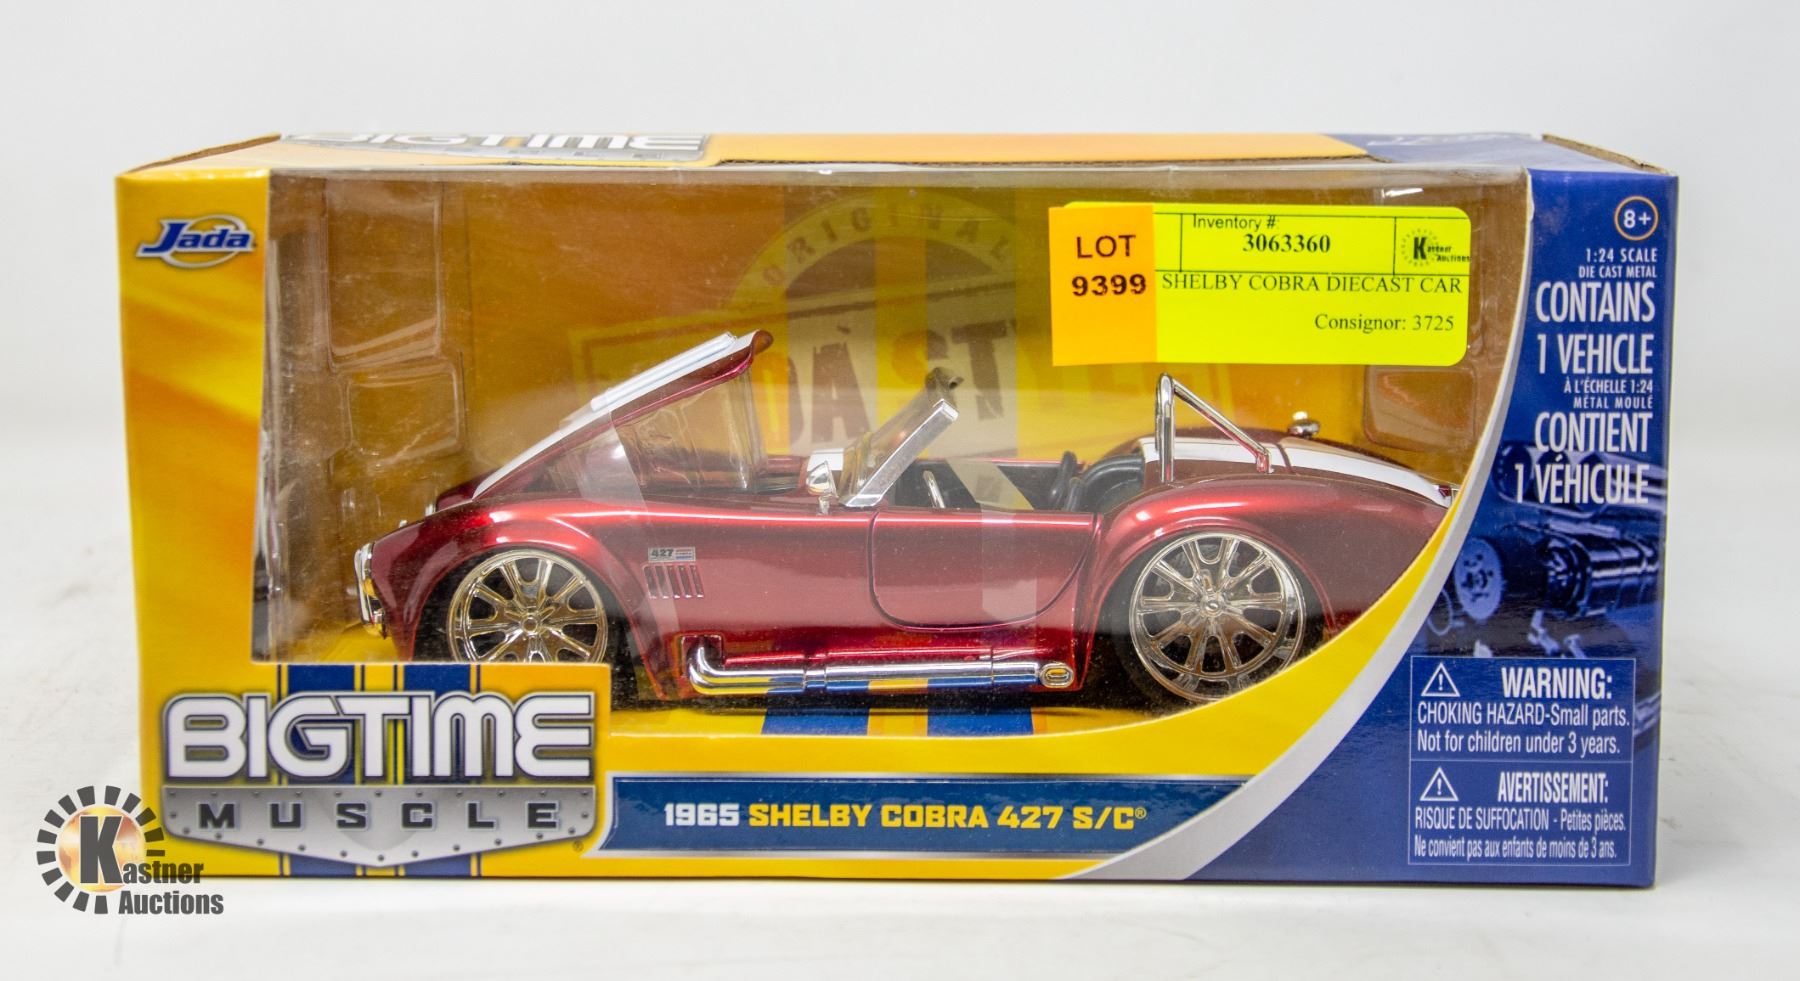 BIGTIME
Jada
ORIGINAL
LOT
9399
Inventory #:
3063360
Kastner
Auctions
SHELBY COBRA DIECAST CAR
Consignor: 3725
8+
1:24 SCALE
DIE CAST METAL
CONTAINS
1 VEHICLE
À L'ÉCHELLE 1:24
MÉTAL MOULÉ
CONTIENT
1 VÉHICULE
427
BIGTIME
MUSCLE®
1965 SHELBY COBRA 427 S/C®
WARNING:
CHOKING HAZARD-Small parts.
Not for children under 3 years.
AVERTISSEMENT:
RISQUE DE SUFFOCATION - Petites pièces.
Ne convient pas aux enfants de moins de 3 ans.
Kastner
Auctions